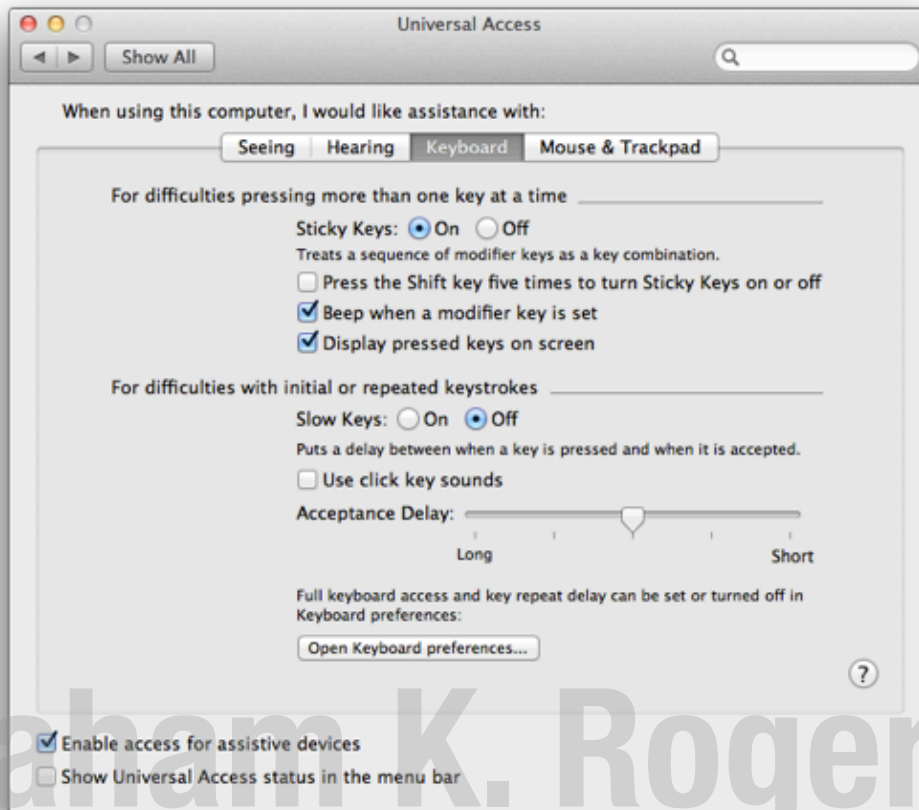 Universal Access
Show All
When using this computer, I would like assistance with:
Seeing Hearing Keyboard Mouse & Trackpad
For difficulties pressing more than one key at a time
Sticky Keys: On Off
Treats a sequence of modifier keys as a key combination.
Press the Shift key five times to turn Sticky Keys on or off
Beep when a modifier key is set
Display pressed keys on screen
For difficulties with initial or repeated keystrokes
Slow Keys: On Off
Puts a delay between when a key is pressed and when it is accepted.
Use click key sounds
Acceptance Delay:
Long Short
Full keyboard access and key repeat delay can be set or turned off in
Keyboard preferences:
Open Keyboard preferences...
?
Enable access for assistive devices
Show Universal Access status in the menu bar
aham K. Roger